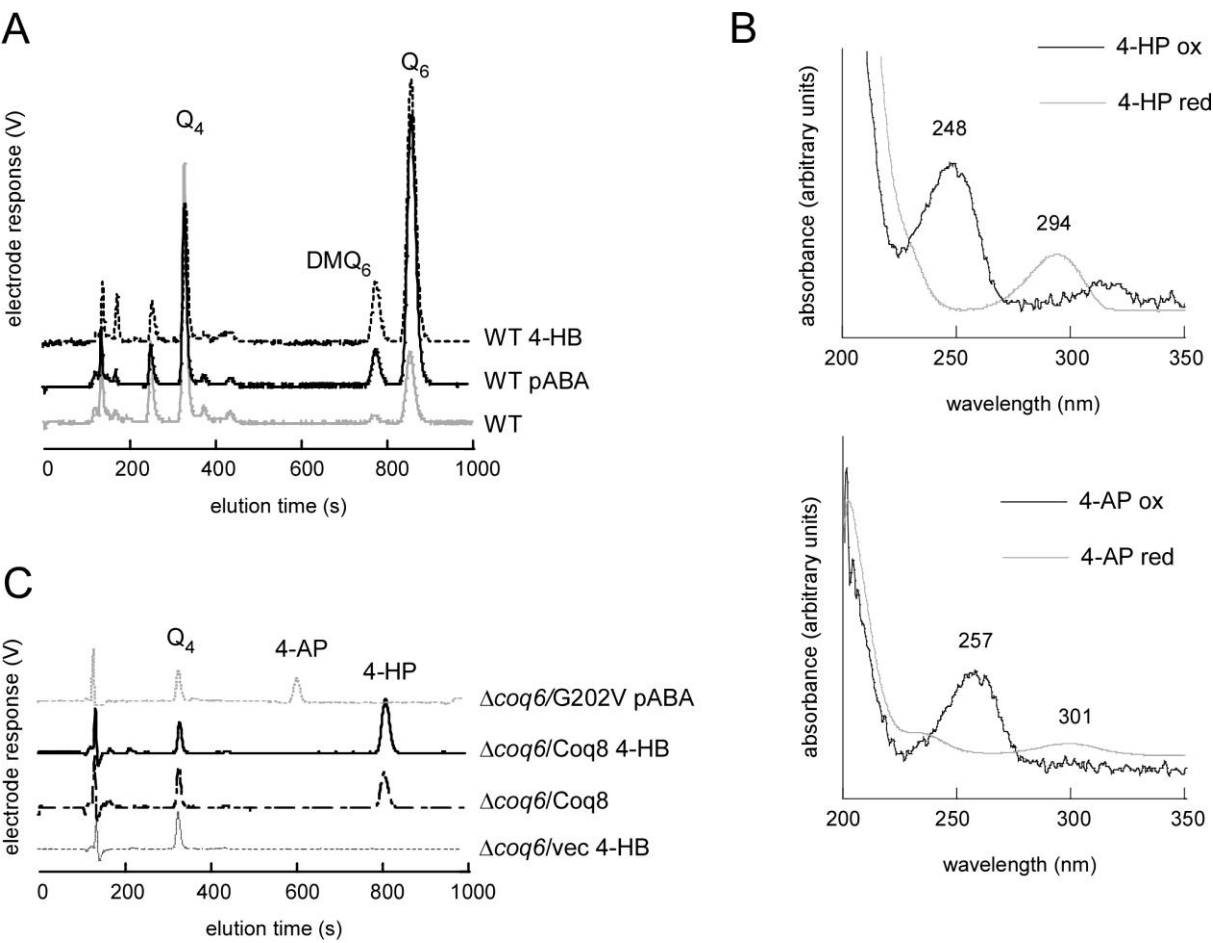 A
electrode response (V)
Q4
DMQ6
Q6
WT 4-HB
WT pABA
WT
0 200 400 600 800 1000
elution time (s)
B
absorbance (arbitrary units)
4-HP ox
4-HP red
248
294
200 250 300 350
wavelength (nm)
absorbance (arbitrary units)
4-AP ox
4-AP red
257
301
200 250 300 350
wavelength (nm)
C
electrode response (V)
Q4
4-AP
4-HP
Δcoq6/G202V pABA
Δcoq6/Coq8 4-HB
Δcoq6/Coq8
Δcoq6/vec 4-HB
0 200 400 600 800 1000
elution time (s)